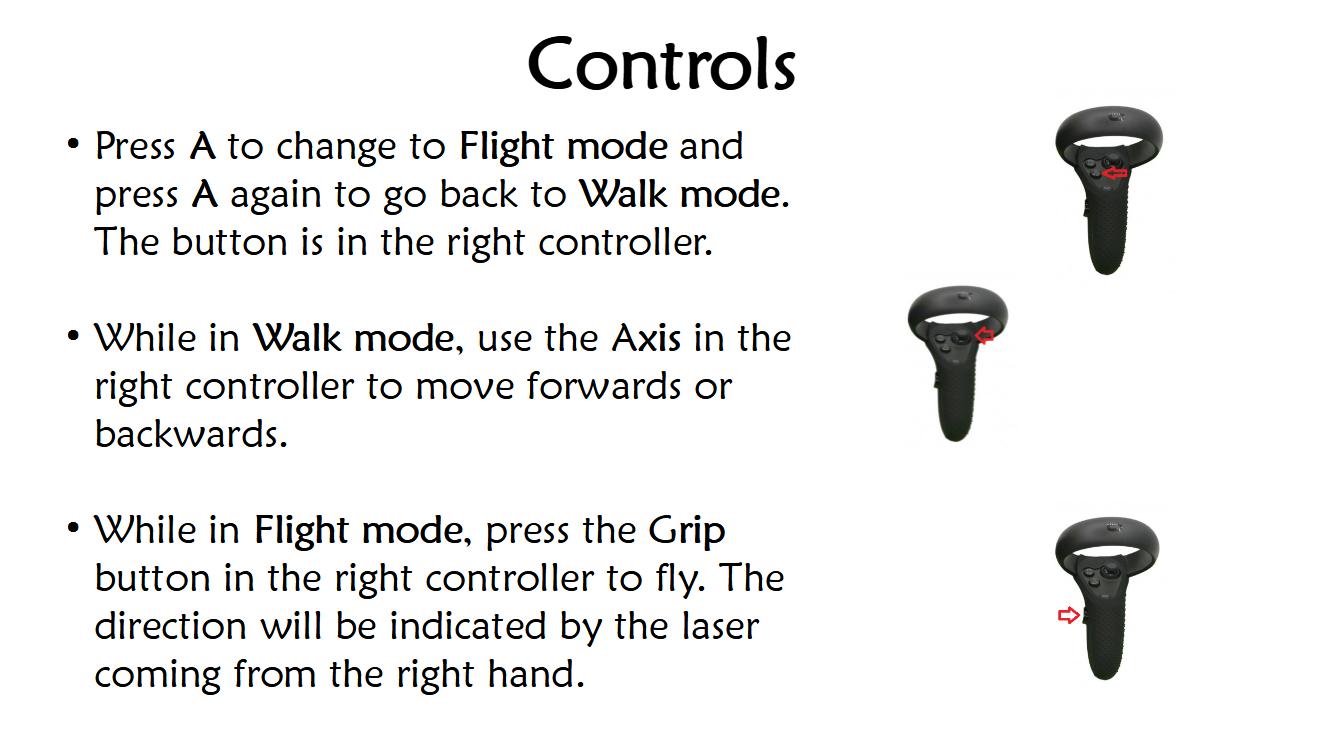 Controls
• Press A to change to Flight mode and
press A again to go back to Walk mode.
The button is in the right controller.
• While in Walk mode, use the Axis in the
right controller to move forwards or
backwards.
• While in Flight mode, press the Grip
button in the right controller to fly. The
direction will be indicated by the laser
coming from the right hand.